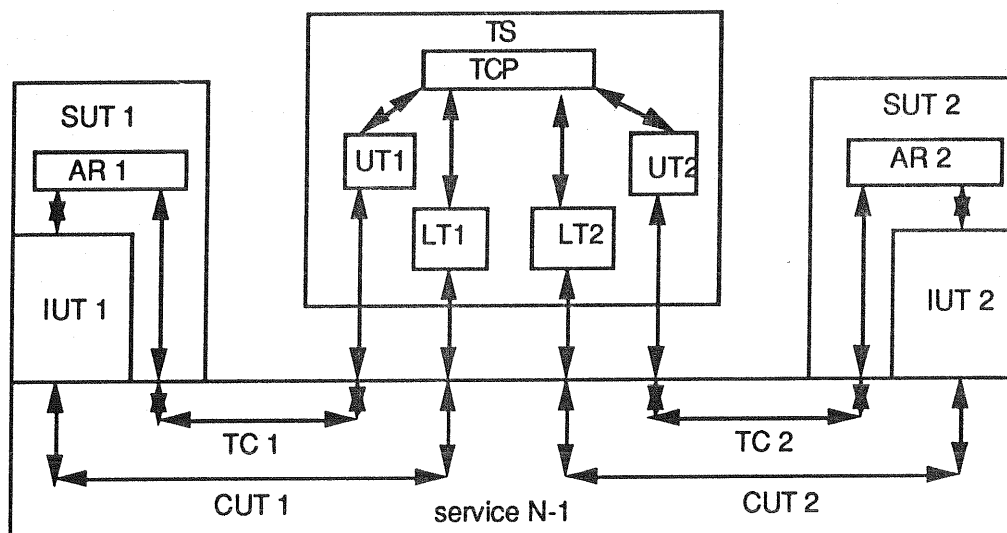 TS
TCP
SUT 1
SUT 2
AR 1
UT1
UT2
AR 2
LT1
LT2
IUT 1
IUT 2
TC 1
TC 2
CUT 1
CUT 2
service N-1